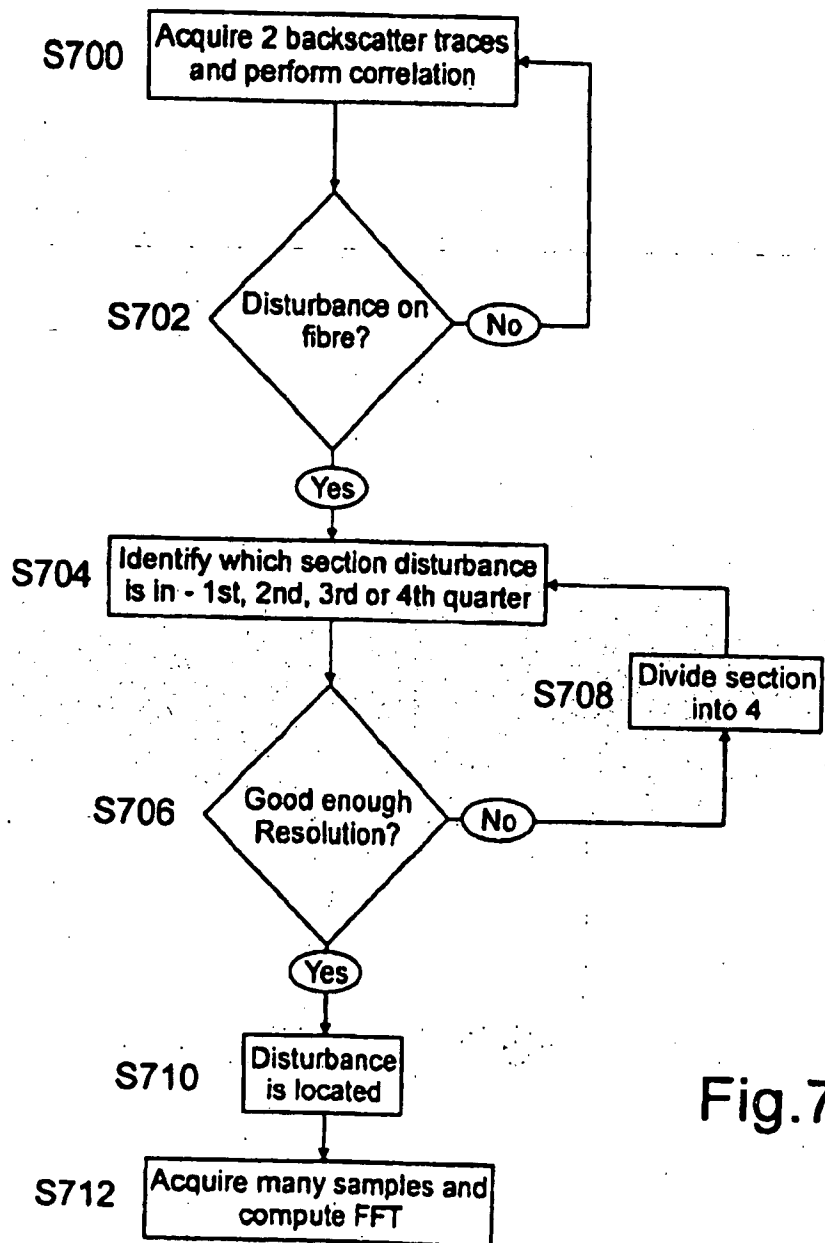 S700
Acquire 2 backscatter traces
and perform correlation
S702
Disturbance on
fibre?
No
Yes
S704
Identify which section disturbance
is in - 1st, 2nd, 3rd or 4th quarter
S708
Divide section
into 4
S706
Good enough
Resolution?
No
Yes
S710
Disturbance
is located
Fig.7
S712
Acquire many samples and
compute FFT